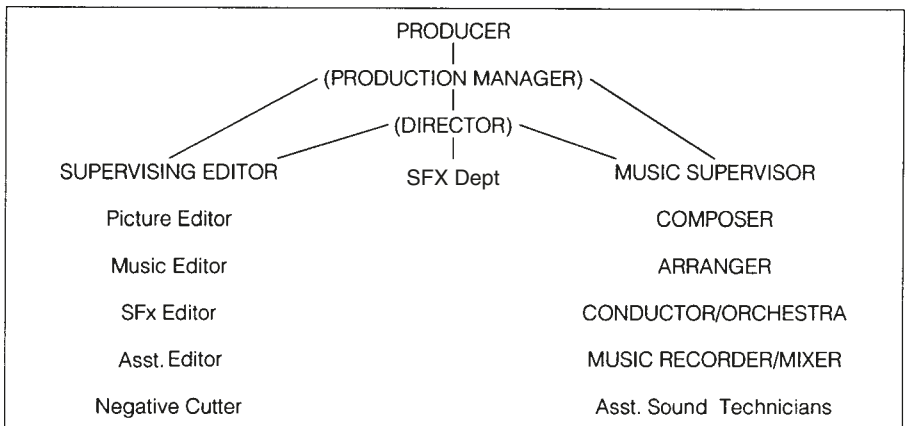 PRODUCER
(PRODUCTION MANAGER)
(DIRECTOR)
SUPERVISING EDITOR SFX Dept MUSIC SUPERVISOR
Picture Editor COMPOSER
Music Editor ARRANGER
SFx Editor CONDUCTOR/ORCHESTRA
Asst. Editor MUSIC RECORDER/MIXER
Negative Cutter Asst. Sound Technicians